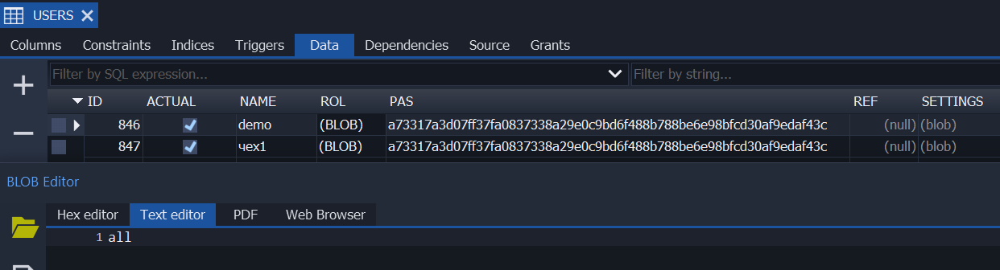 USERS
Columns Constraints Indices Triggers Data Dependencies Source Grants
Filter by SQL expression... Filter by string...
ID ACTUAL NAME ROL PAS REF SETTINGS
846 demo (BLOB) a73317a3d07ff37fa0837338a29e0c9bd6f488b788be6e98bfcd30af9edaf43c (null) (blob)
847 чех1 (BLOB) a73317a3d07ff37fa0837338a29e0c9bd6f488b788be6e98bfcd30af9edaf43c (null) (blob)
BLOB Editor
Hex editor Text editor PDF Web Browser
1 all